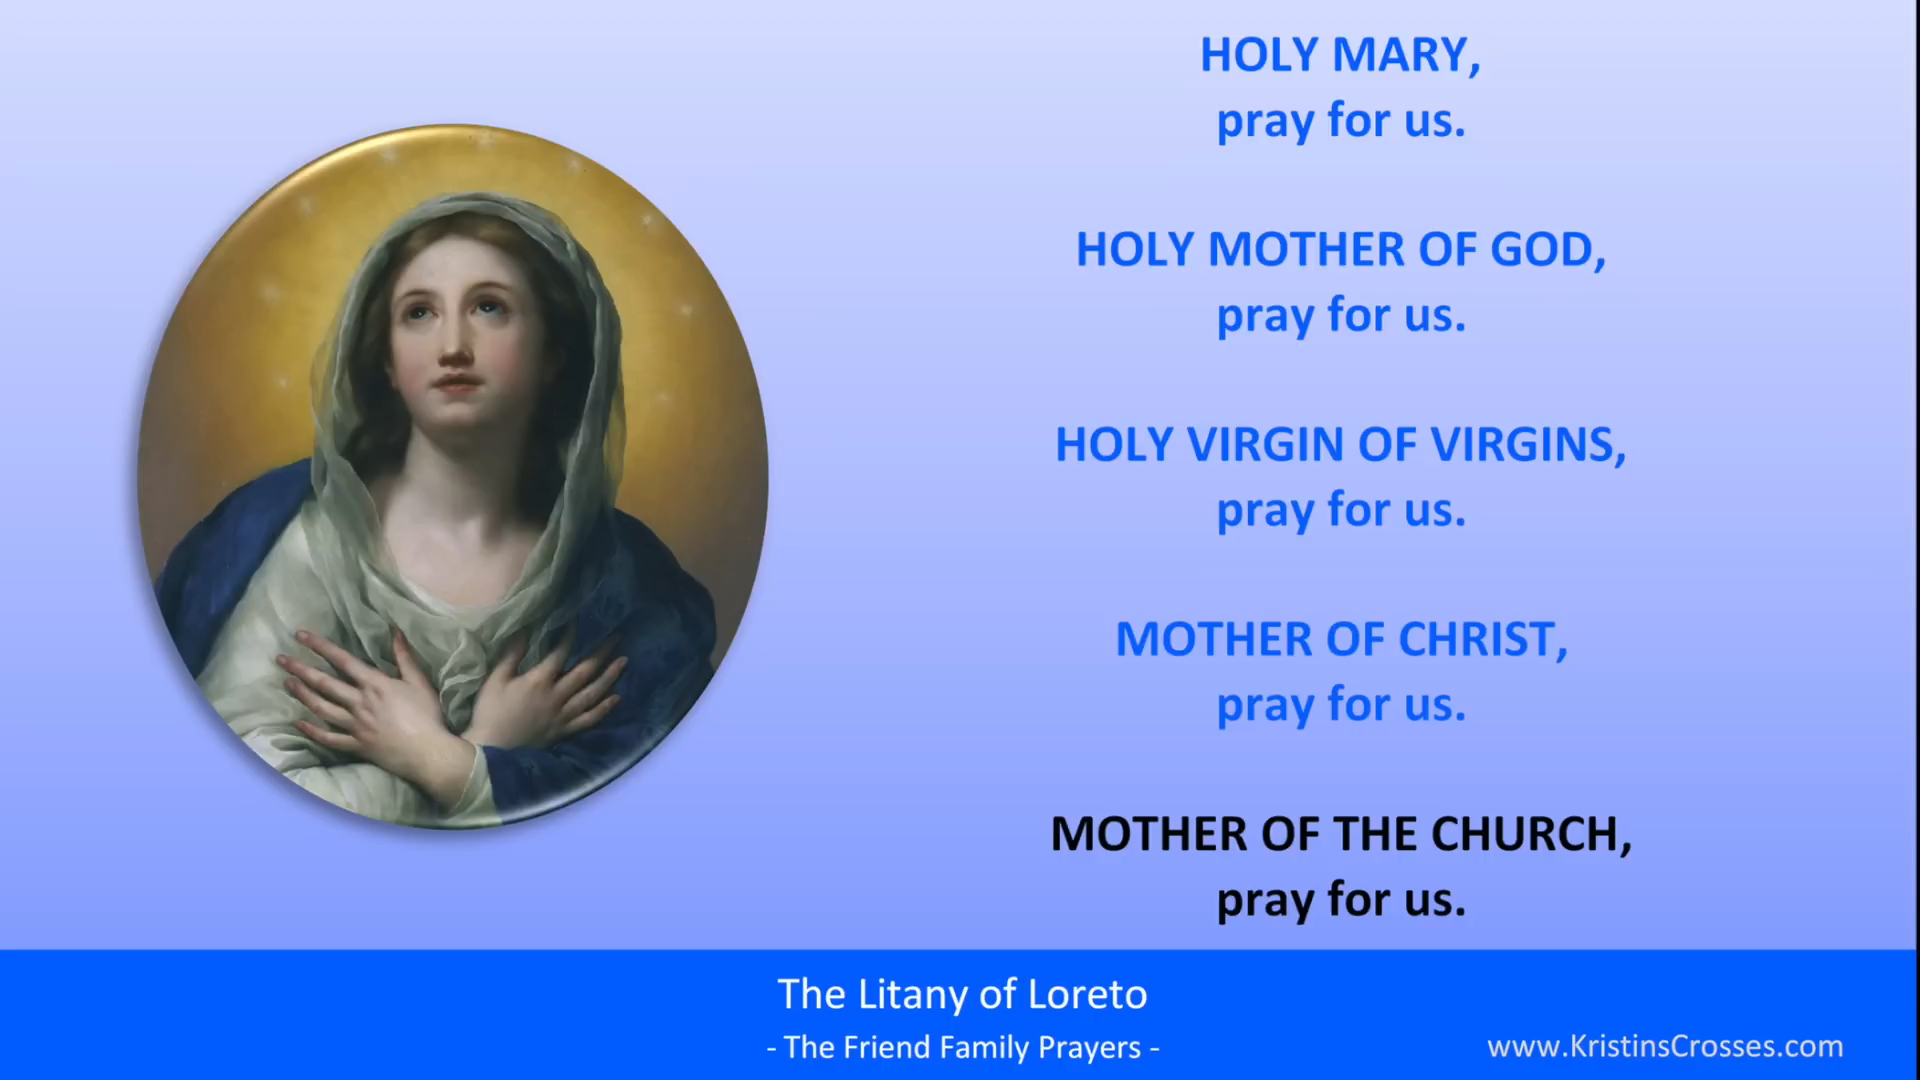 HOLY MARY,
pray for us.
HOLY MOTHER OF GOD,
pray for us.
HOLY VIRGIN OF VIRGINS,
pray for us.
MOTHER OF CHRIST,
pray for us.
MOTHER OF THE CHURCH,
pray for us.
The Litany of Loreto
- The Friend Family Prayers -
www.KristinsCrosses.com